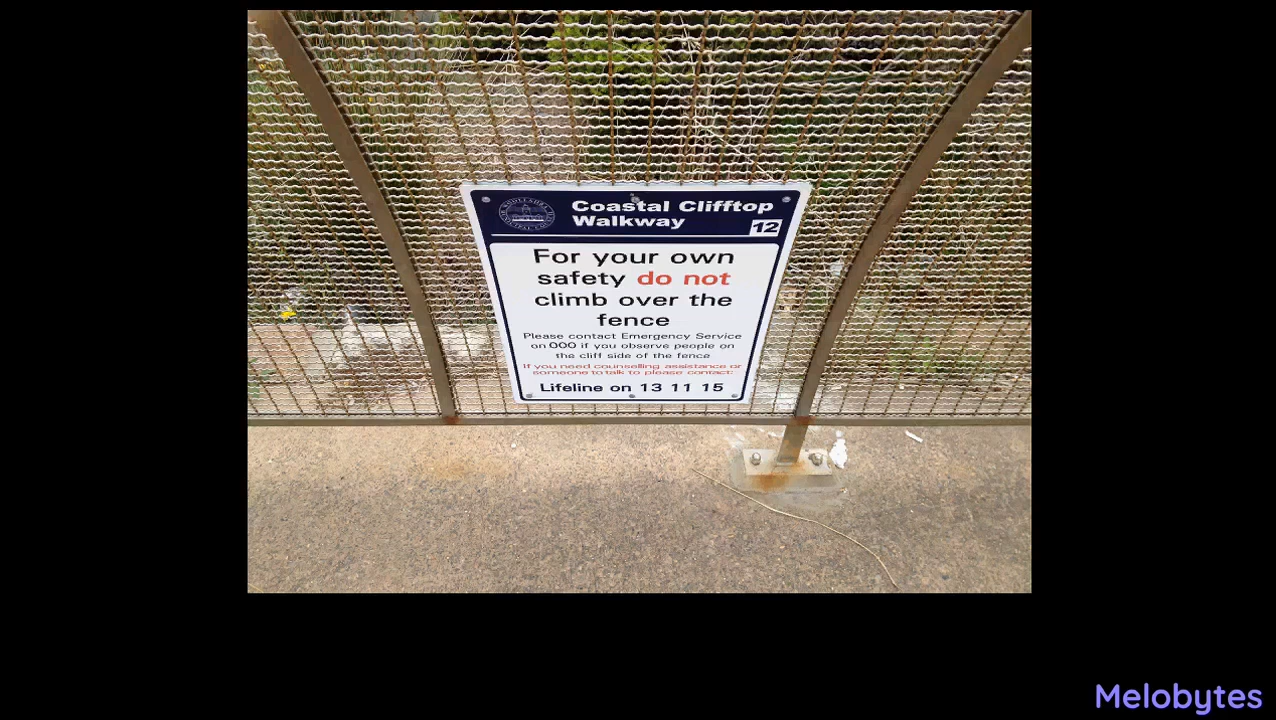 Coastal Clifftop
Walkway
12
For your own
safety do not
climb over the
fence
Please contact Emergency Service
on 000 if you observe people on
the cliff side of the fence
If you need counselling assistance or
someone to talk to please contact:
Lifeline on 13 11 15
Melobytes